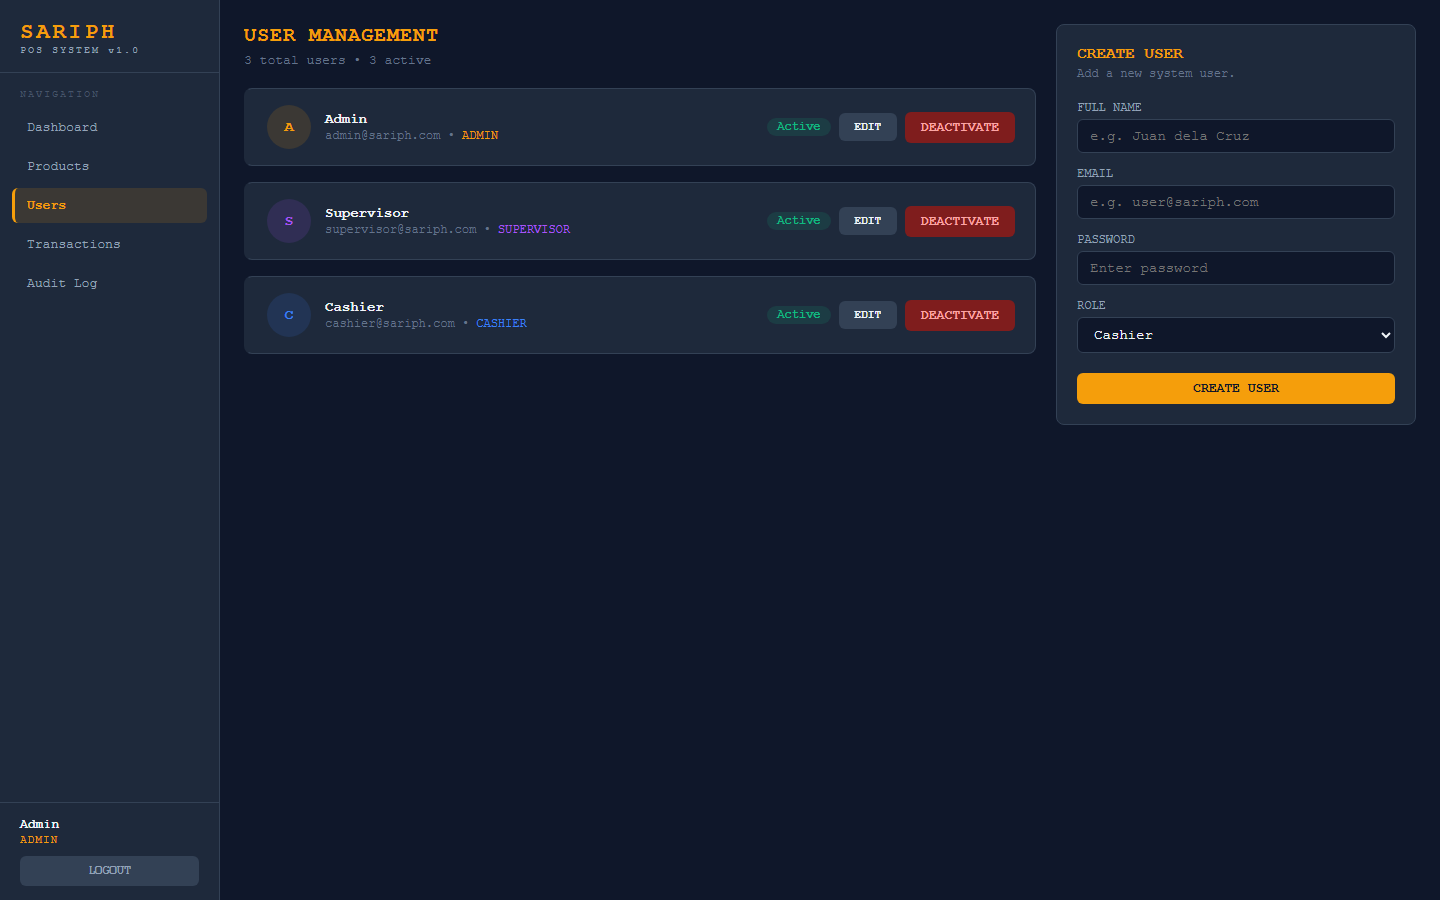 SARIPH
POS SYSTEM v1.0
NAVIGATION
Dashboard
Products
Users
Transactions
Audit Log
Admin
ADMIN
LOGOUT
USER MANAGEMENT
3 total users • 3 active
A
Admin
admin@sariph.com • ADMIN
Active
EDIT
DEACTIVATE
S
Supervisor
supervisor@sariph.com • SUPERVISOR
Active
EDIT
DEACTIVATE
C
Cashier
cashier@sariph.com • CASHIER
Active
EDIT
DEACTIVATE
CREATE USER
Add a new system user.
FULL NAME
e.g. Juan dela Cruz
EMAIL
e.g. user@sariph.com
PASSWORD
Enter password
ROLE
Cashier
CREATE USER